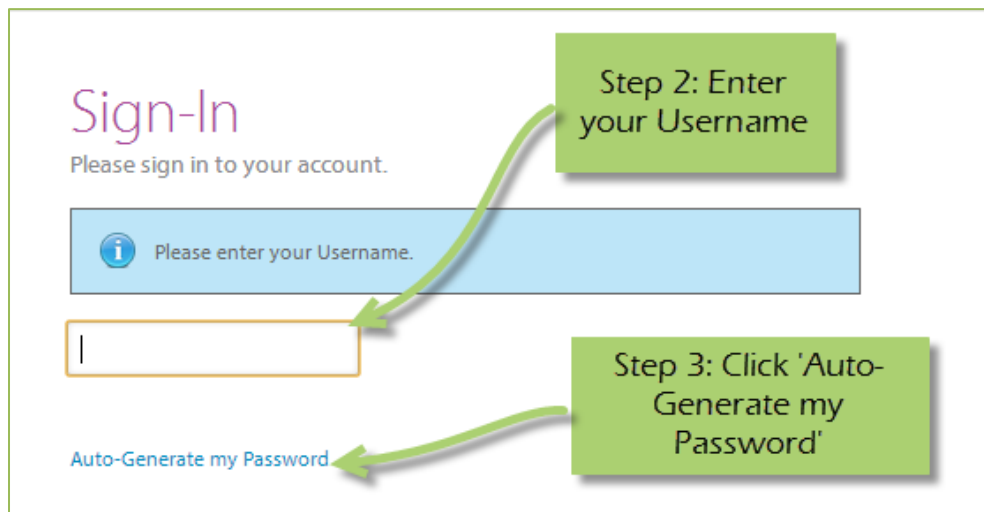 Step 2: Enter
your Username
Sign-In
Please sign in to your account.
Please enter your Username.
Step 3: Click 'Auto-
Generate my
Password'
Auto-Generate my Password